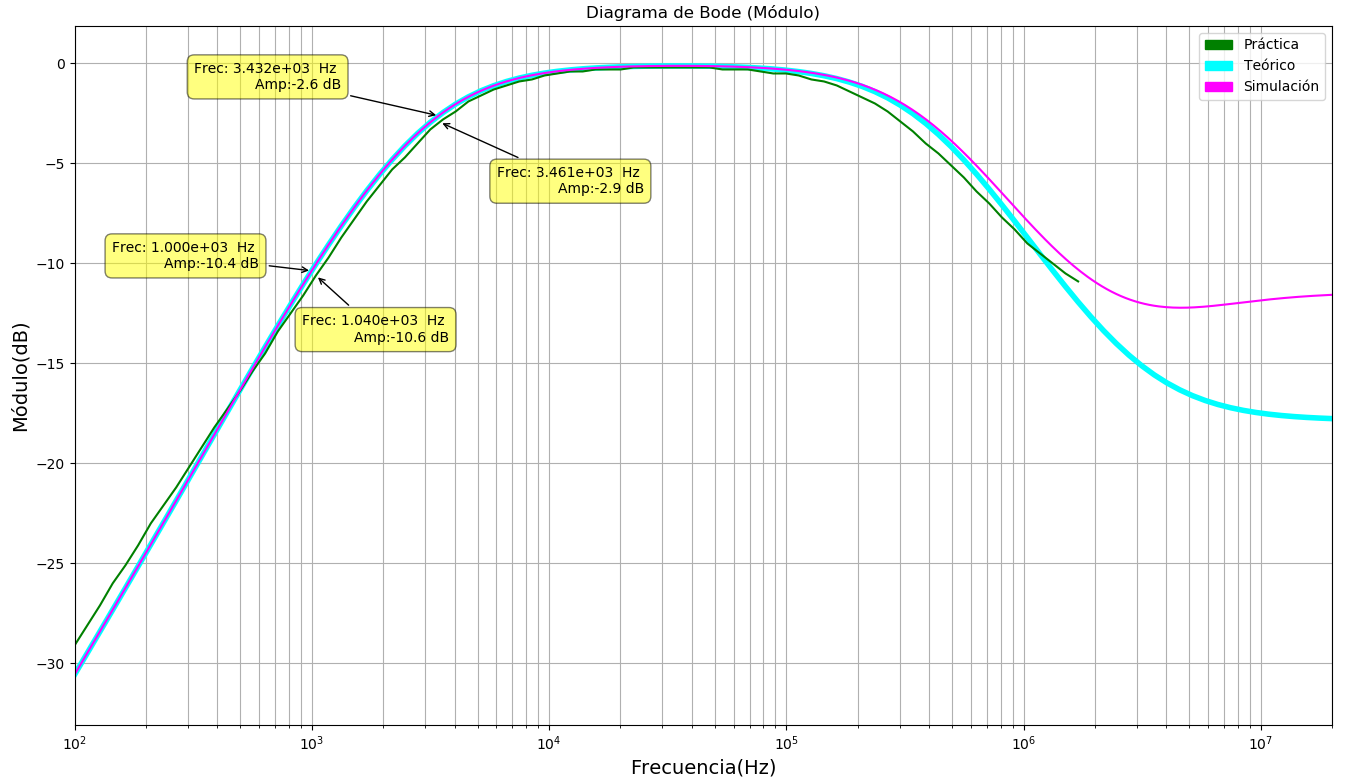 Diagrama de Bode (Módulo)
Práctica
Teórico
Simulación
Frec: 3.432e+03 Hz
Amp:-2.6 dB
Frec: 3.461e+03 Hz
Amp:-2.9 dB
Frec: 1.000e+03 Hz
Amp:-10.4 dB
Frec: 1.040e+03 Hz
Amp:-10.6 dB
Módulo(dB)
0
−5
−10
−15
−20
−25
−30
10² 10³ 10⁴ 10⁵ 10⁶ 10⁷
Frecuencia(Hz)